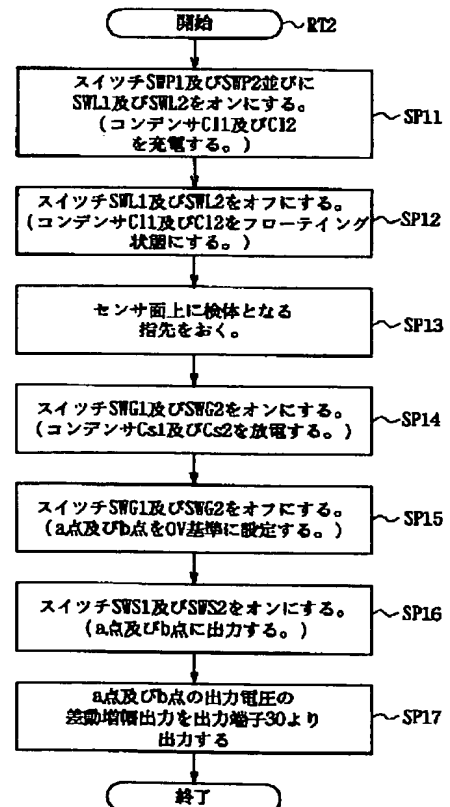 開始
RT2
スイッチSWP1及びSWP2並びに
SWL1及びSWL2をオンにする。
(コンデンサCl1及びCl2
を充電する。)
SP11
スイッチSWL1及びSWL2をオフにする。
(コンデンサCl1及びCl2をフローテイング
状態にする。)
SP12
センサ面上に検体となる
指先をおく。
SP13
スイッチSWG1及びSWG2をオンにする。
(コンデンサCs1及びCs2を放電する。)
SP14
スイッチSWG1及びSWG2をオフにする。
(a点及びb点を0V基準に設定する。)
SP15
スイッチSWS1及びSWS2をオンにする。
(a点及びb点に出力する。)
SP16
a点及びb点の出力電圧の
差動増幅出力を出力端子30より
出力する
SP17
終了